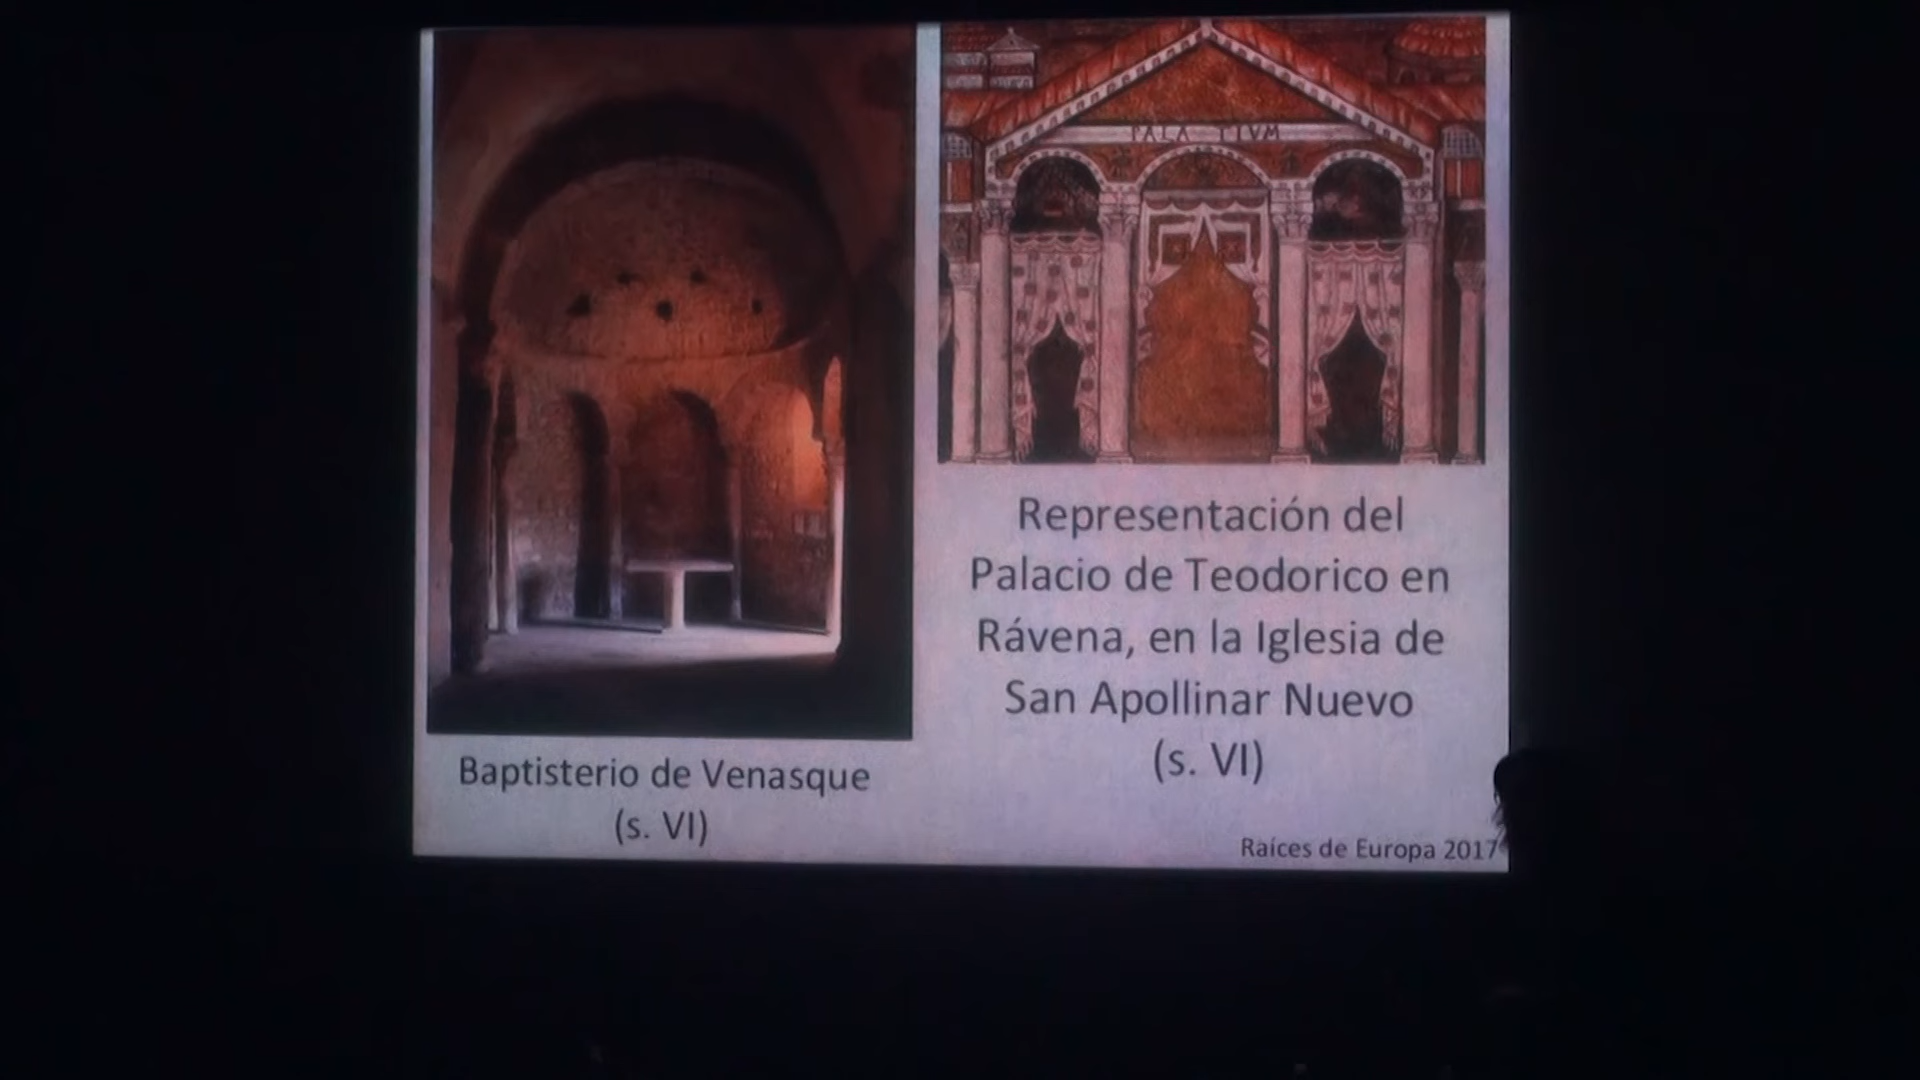 PALATIUM
Representación del
Palacio de Teodorico en
Rávena, en la Iglesia de
San Apollinar Nuevo
(s. VI)
Baptisterio de Venasque
(s. VI)
Raíces de Europa 2017